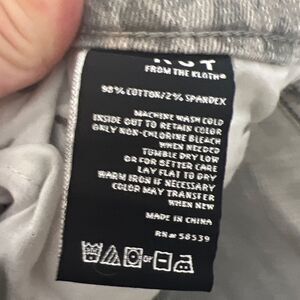 KUT
FROM THE KLOTH®
98% COTTON/2% SPANDEX
MACHINE WASH COLD
INSIDE OUT TO RETAIN COLOR
ONLY NON-CHLORINE BLEACH
WHEN NEEDED
TUMBLE DRY LOW
OR FOR BETTER CARE
LAY FLAT TO DRY
WARM IRON IF NECESSARY
COLOR MAY TRANSFER
WHEN NEW
MADE IN CHINA
RN# 58539
or